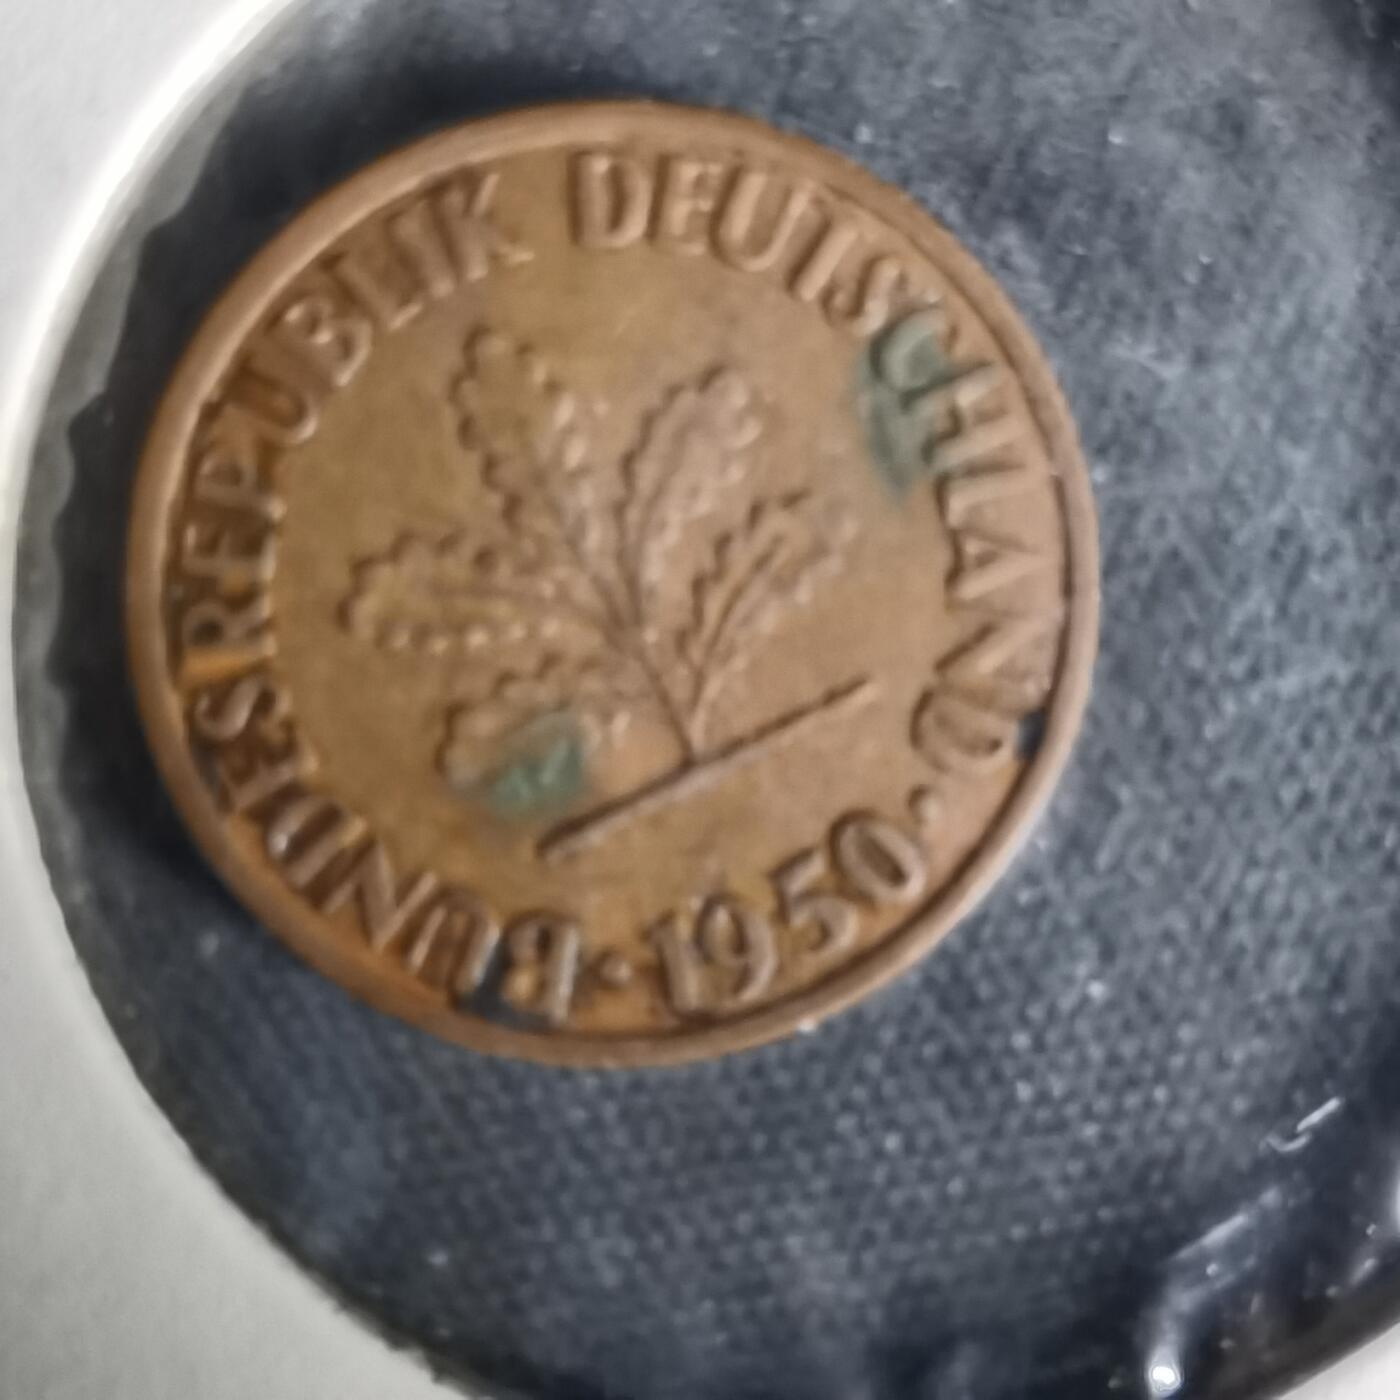 BUNDESREPUBLIK DEUTSCHLAND
· 1950 ·